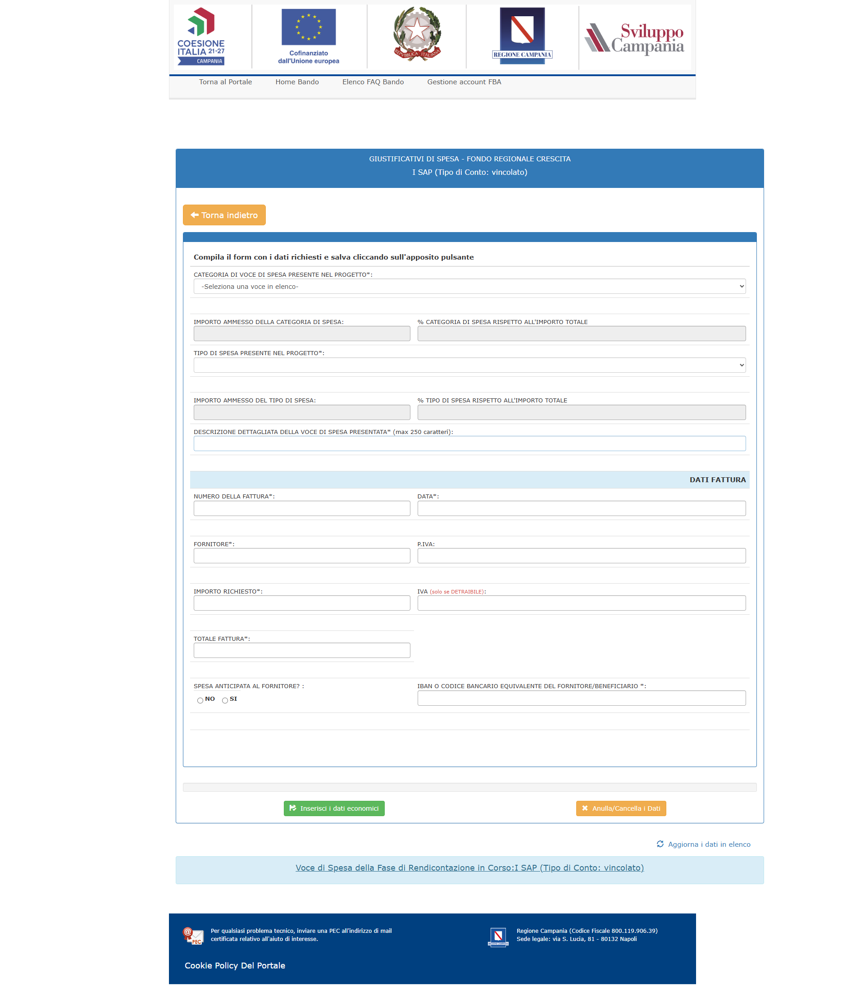 COESIONE
ITALIA 21-27
CAMPANIA
Cofinanziato
dall'Unione europea
REPVBBLICA ITALIANA
REGIONE CAMPANIA
Sviluppo
Campania
Torna al Portale Home Bando Elenco FAQ Bando Gestione account FBA
GIUSTIFICATIVI DI SPESA - FONDO REGIONALE CRESCITA
I SAP (Tipo di Conto: vincolato)
Torna indietro
Compila il form con i dati richiesti e salva cliccando sull'apposito pulsante
CATEGORIA DI VOCE DI SPESA PRESENTE NEL PROGETTO*:
-Seleziona una voce in elenco-
IMPORTO AMMESSO DELLA CATEGORIA DI SPESA: % CATEGORIA DI SPESA RISPETTO ALL'IMPORTO TOTALE
TIPO DI SPESA PRESENTE NEL PROGETTO*:
IMPORTO AMMESSO DEL TIPO DI SPESA: % TIPO DI SPESA RISPETTO ALL'IMPORTO TOTALE
DESCRIZIONE DETTAGLIATA DELLA VOCE DI SPESA PRESENTATA* (max 250 caratteri):
DATI FATTURA
NUMERO DELLA FATTURA*: DATA*:
FORNITORE*: P.IVA:
IMPORTO RICHIESTO*: IVA (solo se DETRAIBILE):
TOTALE FATTURA*:
SPESA ANTICIPATA AL FORNITORE? : IBAN O CODICE BANCARIO EQUIVALENTE DEL FORNITORE/BENEFICIARIO *:
NO SI
Inserisci i dati economici Anulla/Cancella i Dati
Aggiorna i dati in elenco
Voce di Spesa della Fase di Rendicontazione in Corso:I SAP (Tipo di Conto: vincolato)
@
PEC
Per qualsiasi problema tecnico, inviare una PEC all'indirizzo di mail
certificata relativo all'aiuto di interesse.
REGIONE CAMPANIA
Regione Campania (Codice Fiscale 800.119.906.39)
Sede legale: via S. Lucia, 81 - 80132 Napoli
Cookie Policy Del Portale